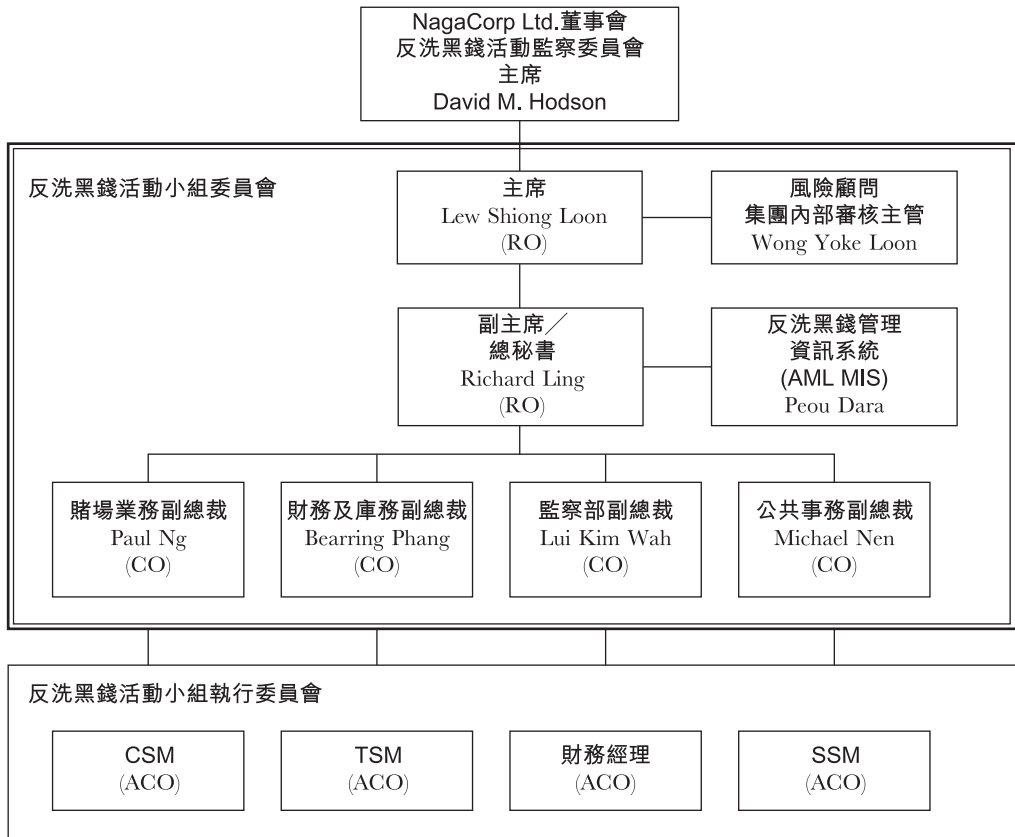 NagaCorp Ltd.董事會
反洗黑錢活動監察委員會
主席
David M. Hodson
反洗黑錢活動小組委員會
主席
Lew Shiong Loon
(RO)
風險顧問
集團內部審核主管
Wong Yoke Loon
副主席／
總秘書
Richard Ling
(RO)
反洗黑錢管理
資訊系統
(AML MIS)
Peou Dara
賭場業務副總裁
Paul Ng
(CO)
財務及庫務副總裁
Bearring Phang
(CO)
監察部副總裁
Lui Kim Wah
(CO)
公共事務副總裁
Michael Nen
(CO)
反洗黑錢活動小組執行委員會
CSM
(ACO)
TSM
(ACO)
財務經理
(ACO)
SSM
(ACO)